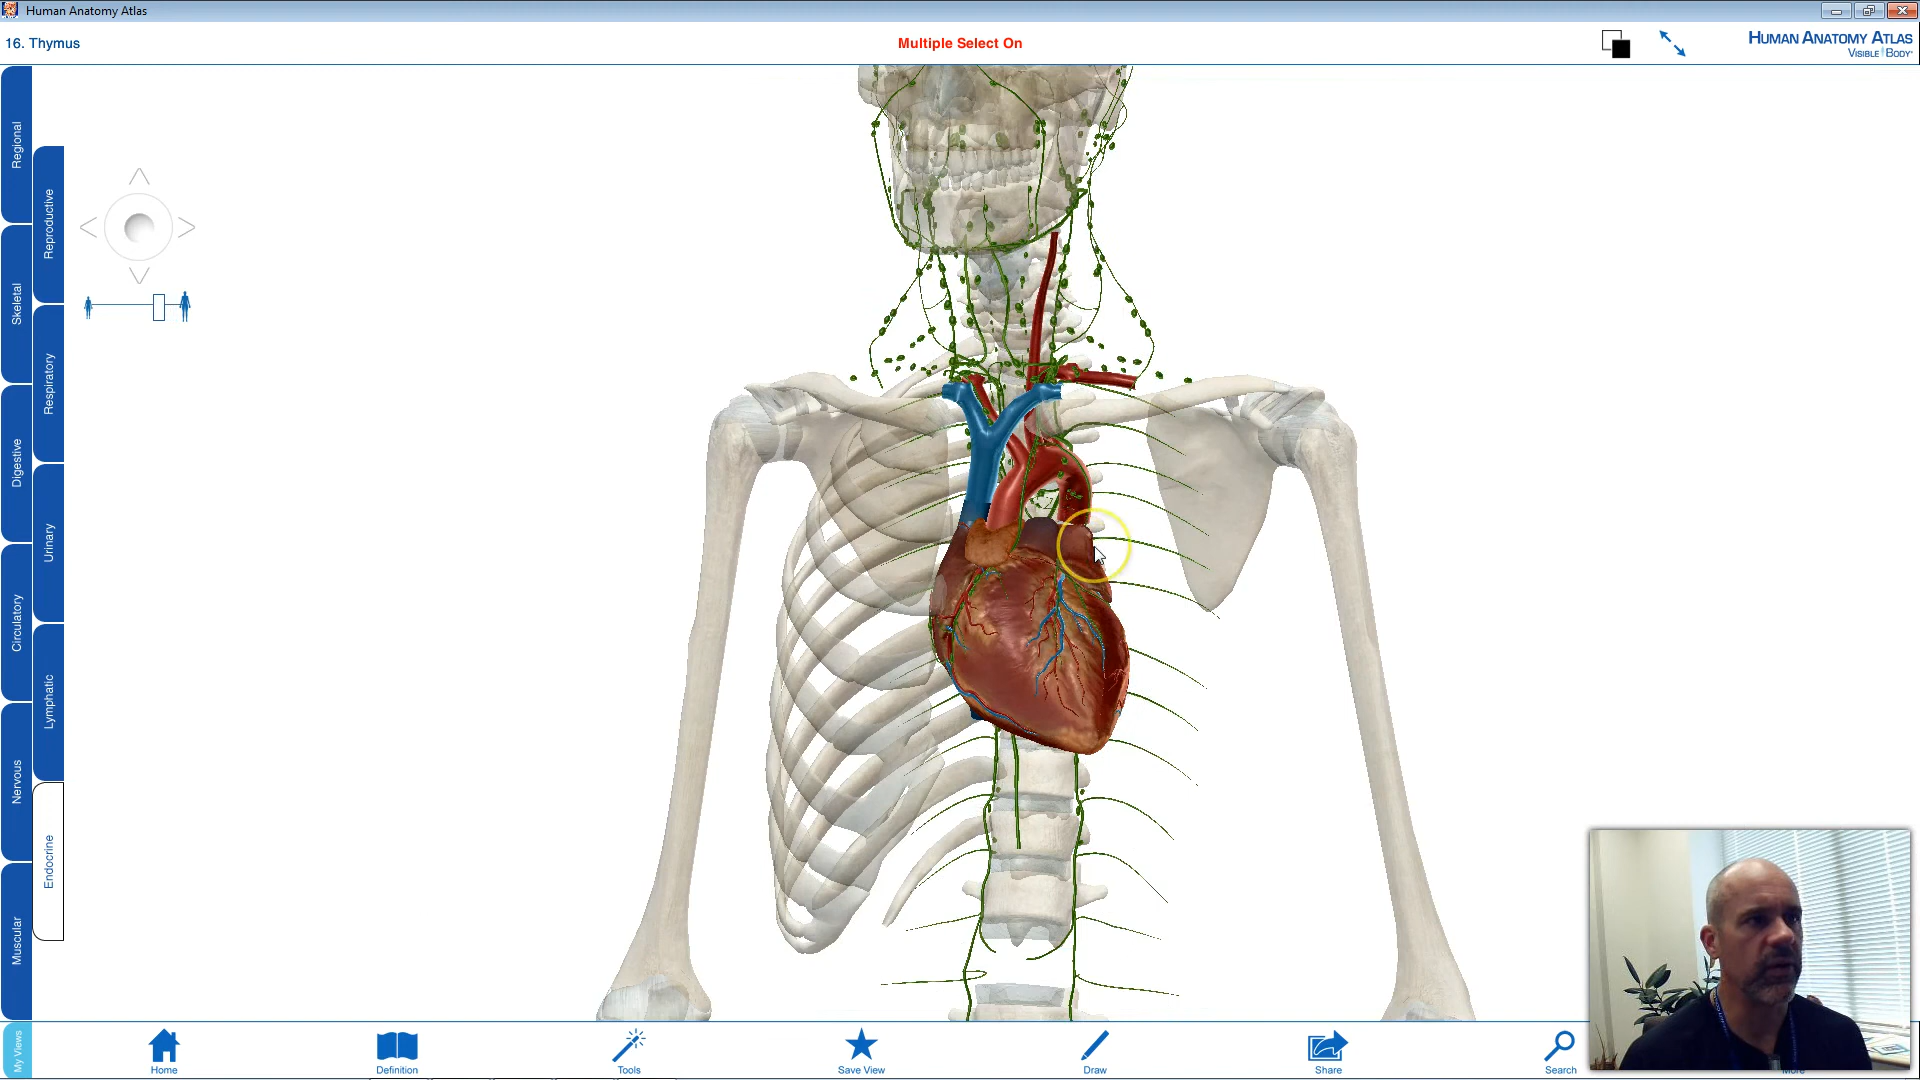 Human Anatomy Atlas
16. Thymus
Multiple Select On
HUMAN ANATOMY ATLAS
VISIBLE BODY
Regional
Skeletal
Digestive
Circulatory
Nervous
Muscular
My Views
Reproductive
Respiratory
Urinary
Lymphatic
Endocrine
Home
Definition
Tools
Save View
Draw
Share
Search
More